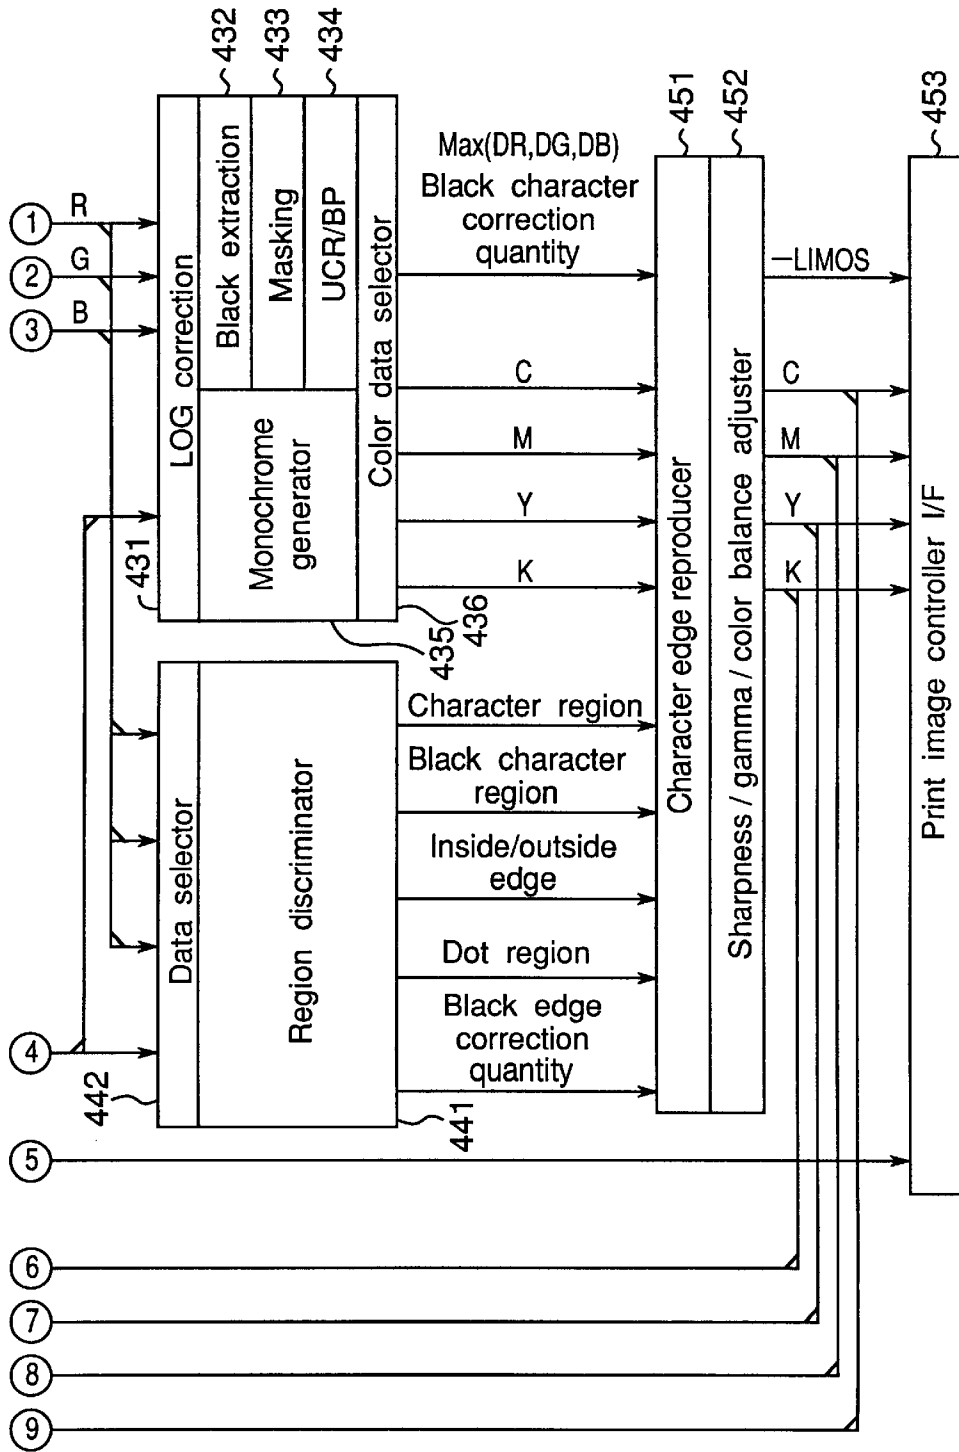 1
R
2
G
3
B
4
5
6
7
8
9
431
LOG correction
Black extraction
432
Masking
433
UCR/BP
434
Monochrome
generator
435
Color data selector
436
442
Data selector
Region discriminator
441
Max(DR,DG,DB)
Black character
correction
quantity
C
M
Y
K
Character region
Black character
region
Inside/outside
edge
Dot region
Black edge
correction
quantity
Character edge reproducer
451
Sharpness / gamma / color balance adjuster
452
—LIMOS
C
M
Y
K
Print image controller I/F
453